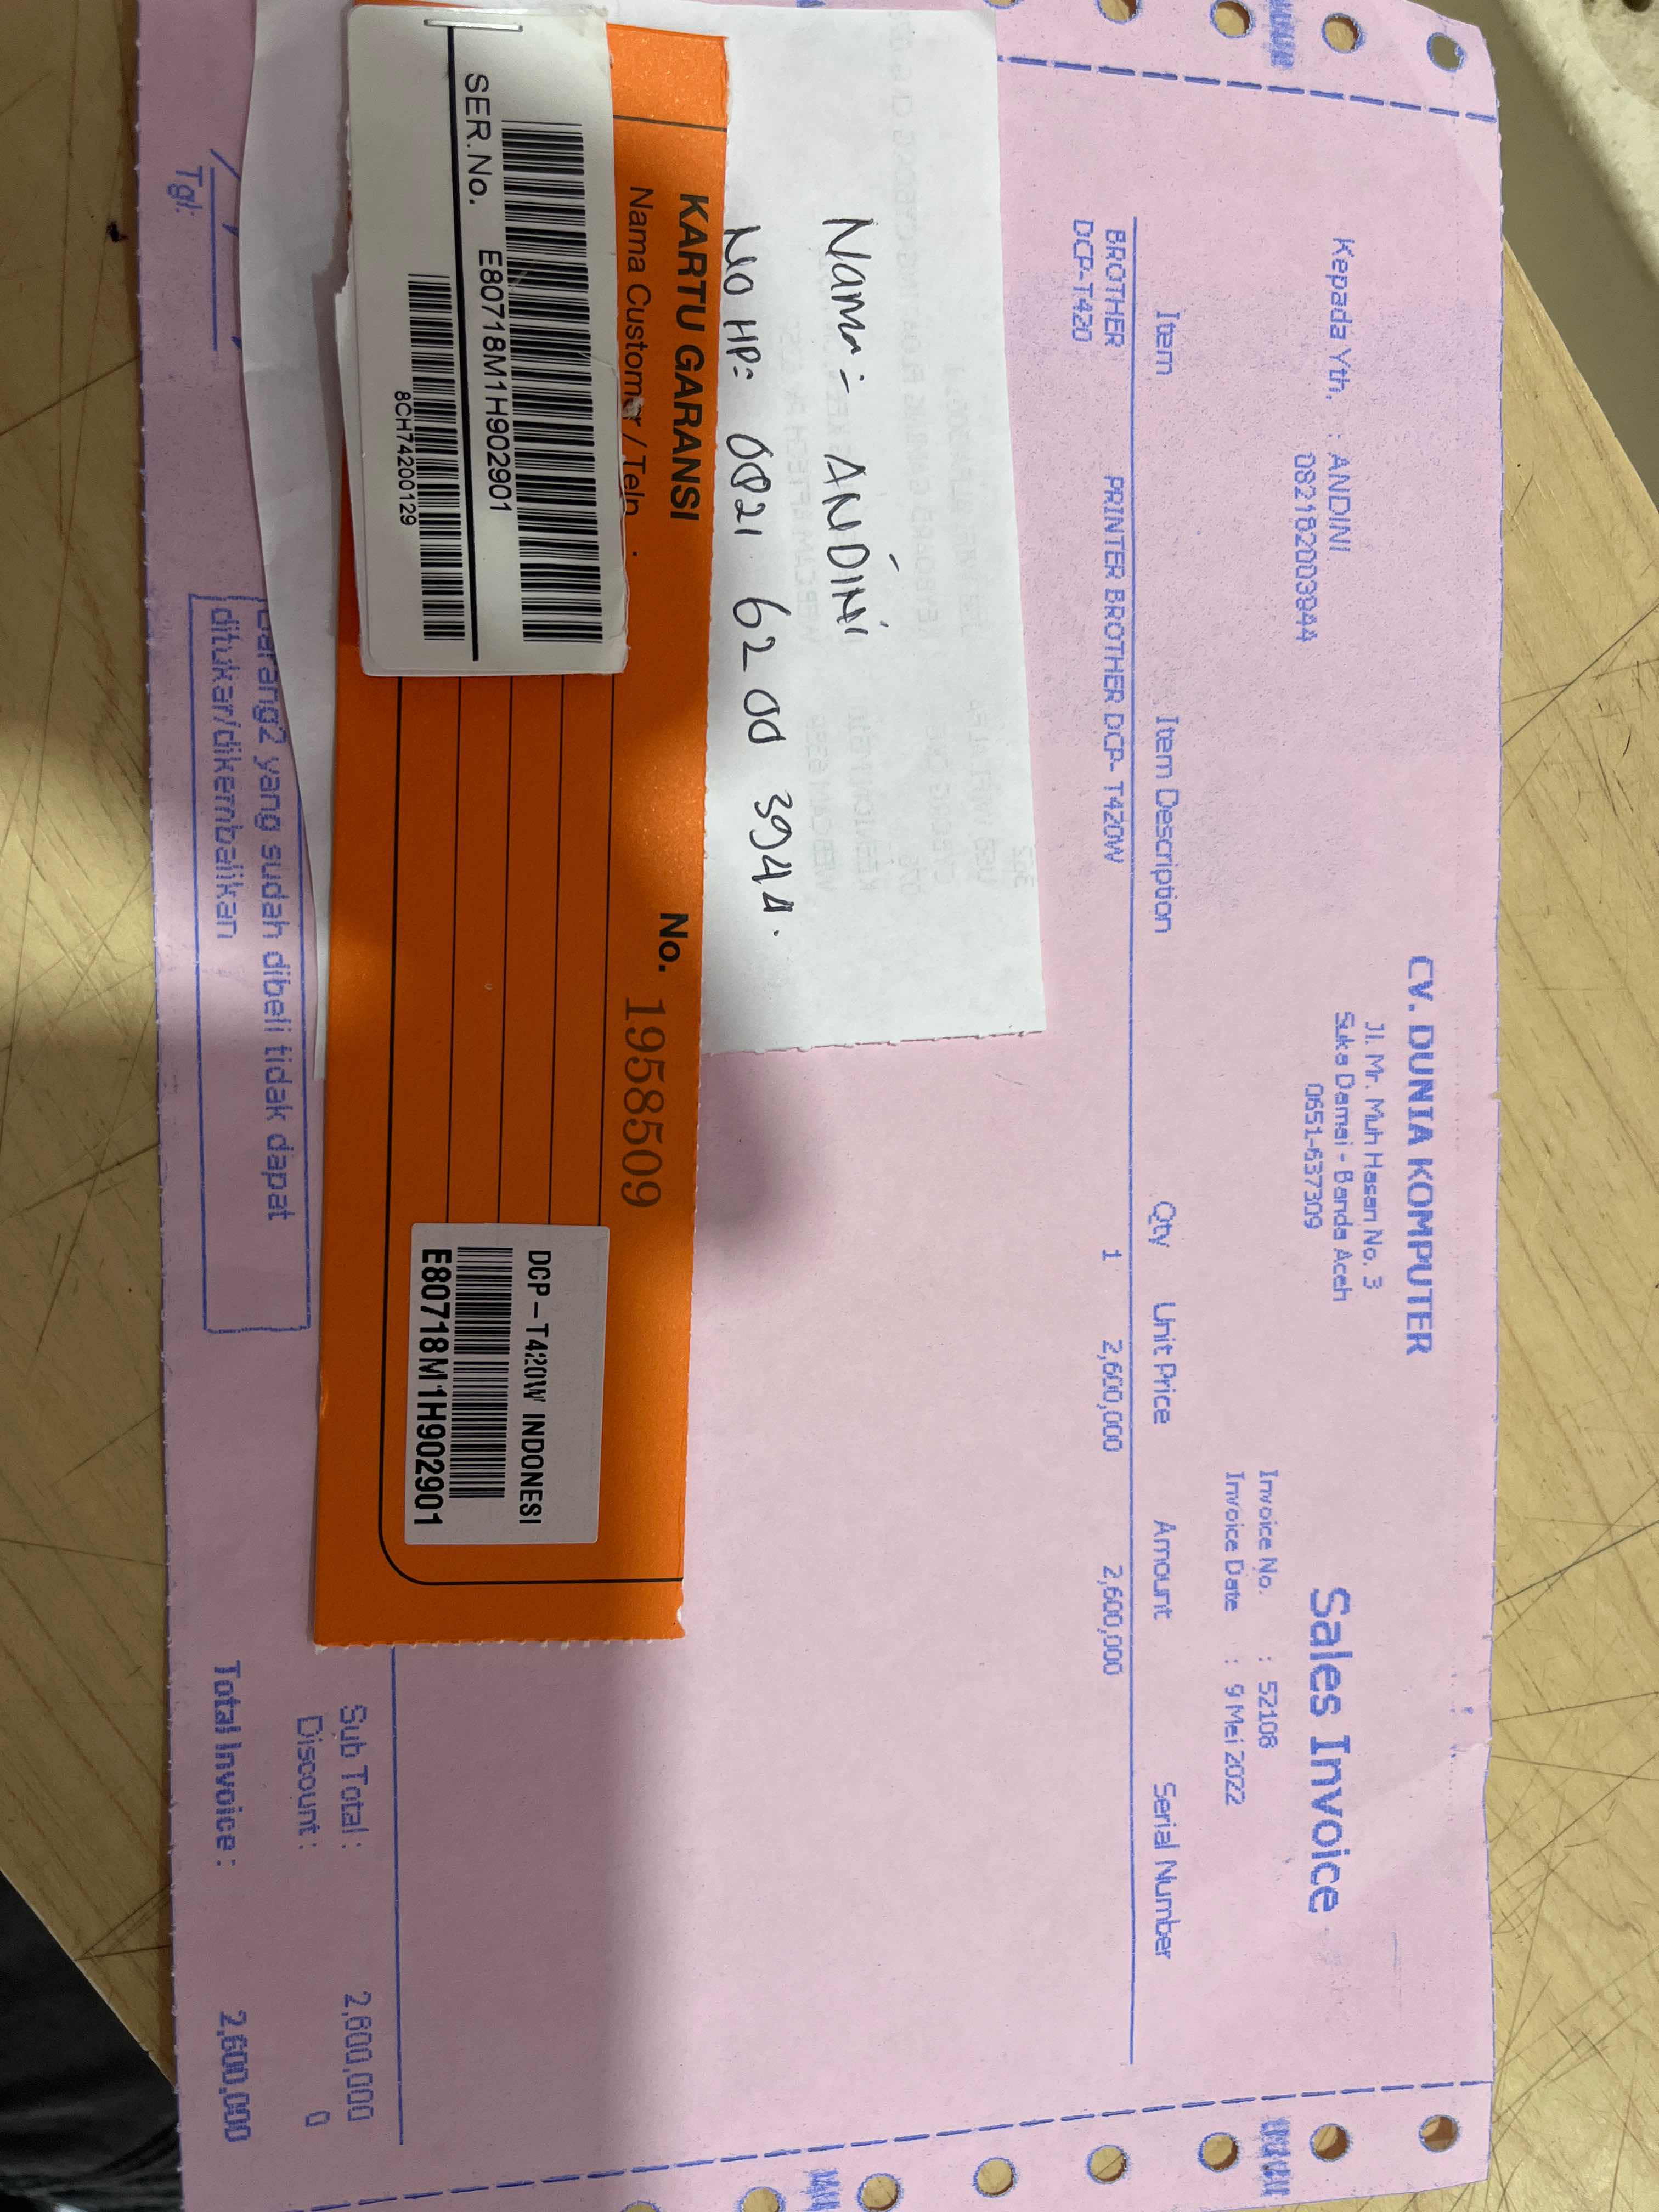 CV. DUNIA KOMPUTER
Jl. Mr. Muh Hasan No. 3
Suka Damai - Banda Aceh
0651-637309
Sales Invoice
Kepada Yth, : ANDINI
082162003944
Invoice No. : 52108
Invoice Date : 9 Mei 2022
Item Item Description Qty Unit Price Amount Serial Number
BROTHER PRINTER BROTHER DCP- T420W 1 2,600,000 2,600,000
DCP-T420
Nama = ANDINI
No HP = 0821 6200 3944.
KARTU GARANSI No. 1958509
Nama Customer / Telp.
SER.No. E80718M1H902901
8CH74200129
DCP-T420W INDONESI
E80718M1H902901
Sub Total : 2,600,000
Discount : 0
Total Invoice : 2,600,000
Barang2 yang sudah dibeli tidak dapat
ditukar/dikembalikan
Tgl: